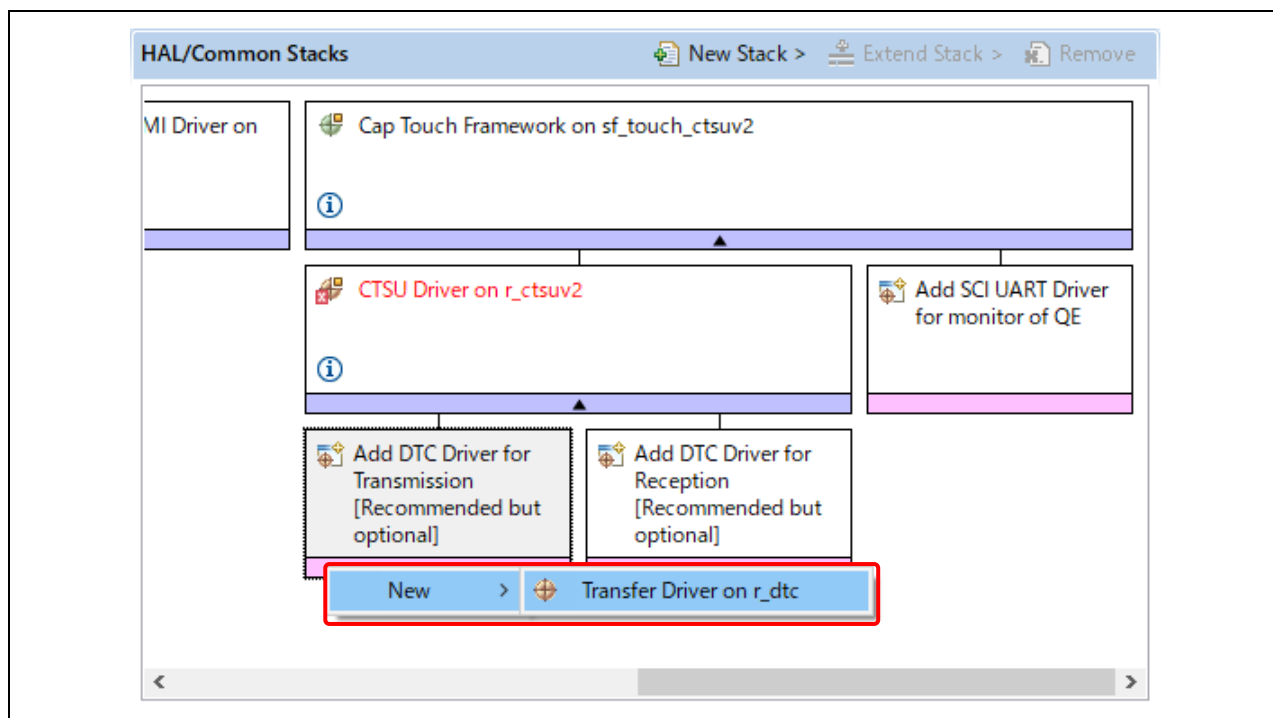 HAL/Common Stacks
New Stack >
Extend Stack >
Remove
MI Driver on
Cap Touch Framework on sf_touch_ctsuv2
CTSU Driver on r_ctsuv2
Add SCI UART Driver
for monitor of QE
Add DTC Driver for
Transmission
[Recommended but
optional]
Add DTC Driver for
Reception
[Recommended but
optional]
New >
Transfer Driver on r_dtc